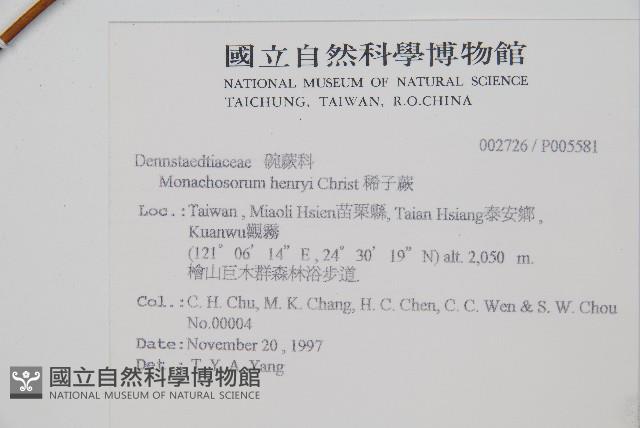 國立自然科學博物館
NATIONAL MUSEUM OF NATURAL SCIENCE
TAICHUNG, TAIWAN, R.O.CHINA
002726 / P005581
Dennstaedtiaceae 碗蕨科
Monachosorum henryi Christ 稀子蕨
Loc.:Taiwan , Miaoli Hsien苗栗縣, Taian Hsiang泰安鄉 ,
Kuanwu觀霧
(121° 06' 14" E , 24° 30' 19" N) alt. 2,050 m.
檜山巨木群森林浴步道.
Col.:C. H. Chu, M. K. Chang, H. C. Chen, C. C. Wen & S. W. Chou
No.00004
Date:November 20 , 1997
Det.:T. Y. A. Yang
國立自然科學博物館
NATIONAL MUSEUM OF NATURAL SCIENCE